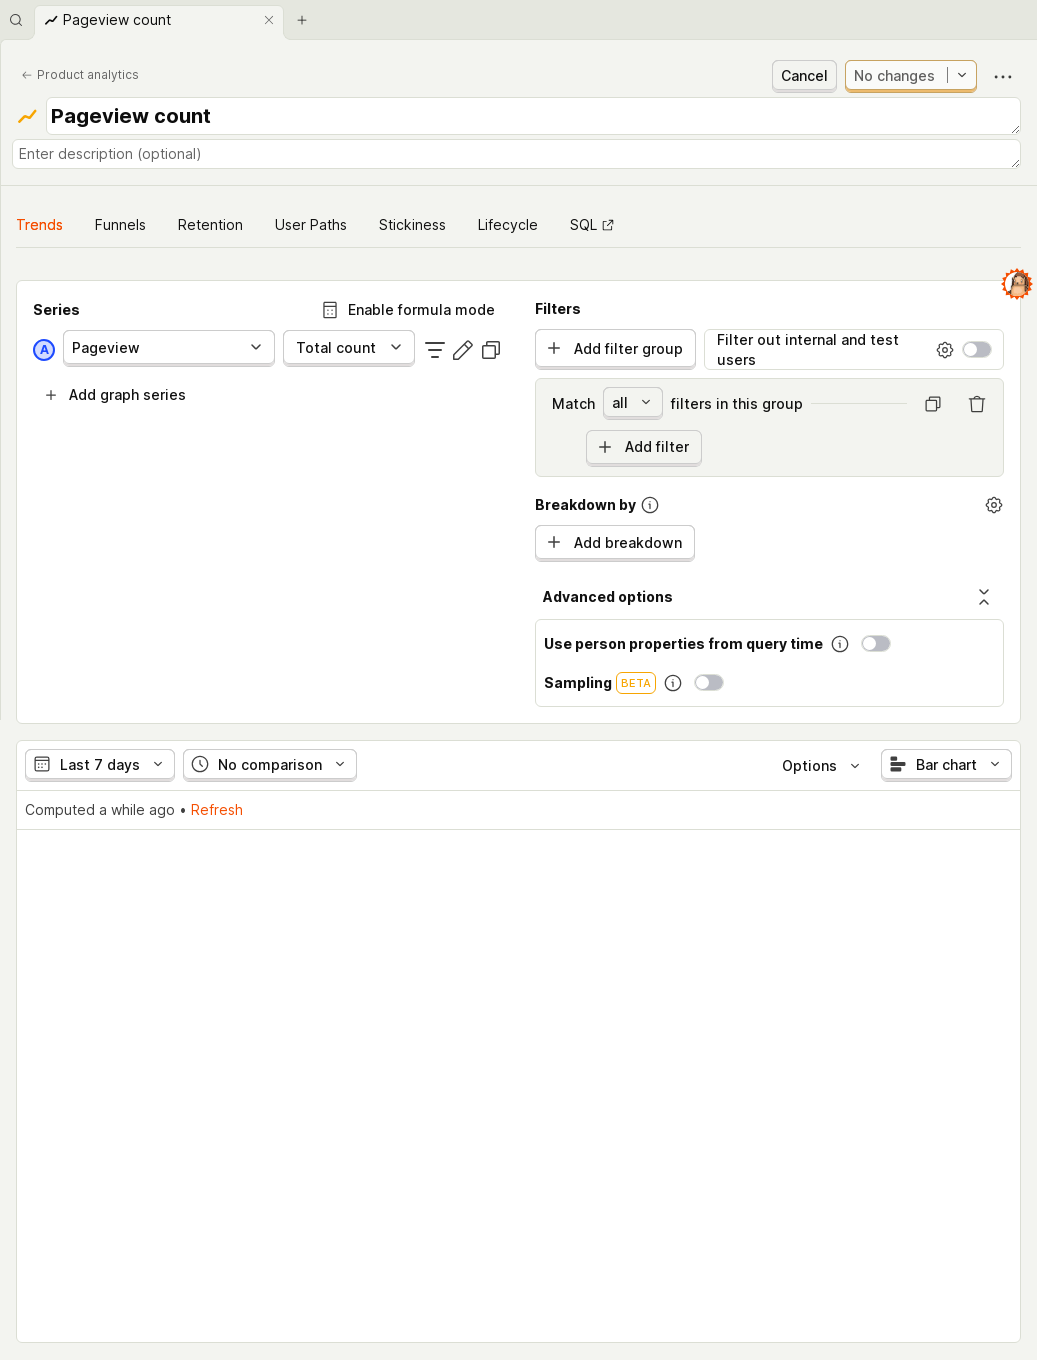 Pageview count
Product analytics
Cancel
No changes
Pageview count
Enter description (optional)
Trends
Funnels
Retention
User Paths
Stickiness
Lifecycle
SQL
Series
Enable formula mode
A
Pageview
Total count
Add graph series
Filters
Add filter group
Filter out internal and test
users
Match
all
filters in this group
Add filter
Breakdown by
Add breakdown
Advanced options
Use person properties from query time
Sampling BETA
Last 7 days
No comparison
Options
Bar chart
Computed a while ago • Refresh